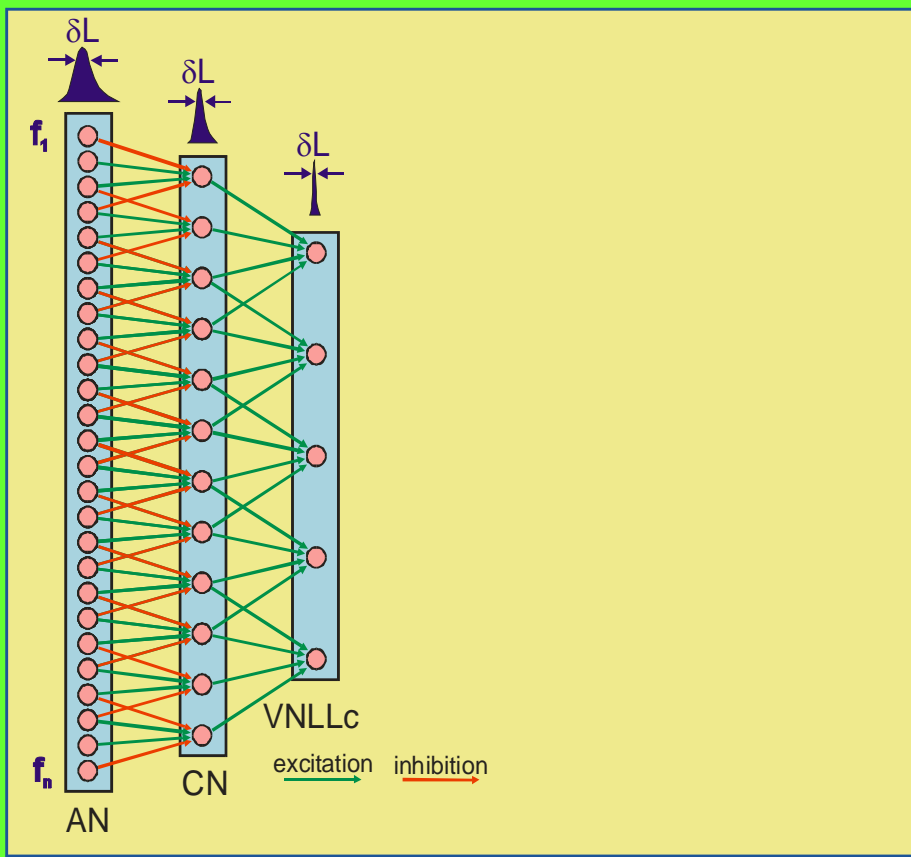 δL
δL
δL
f1
fn
AN
CN
VNLLc
excitation
inhibition